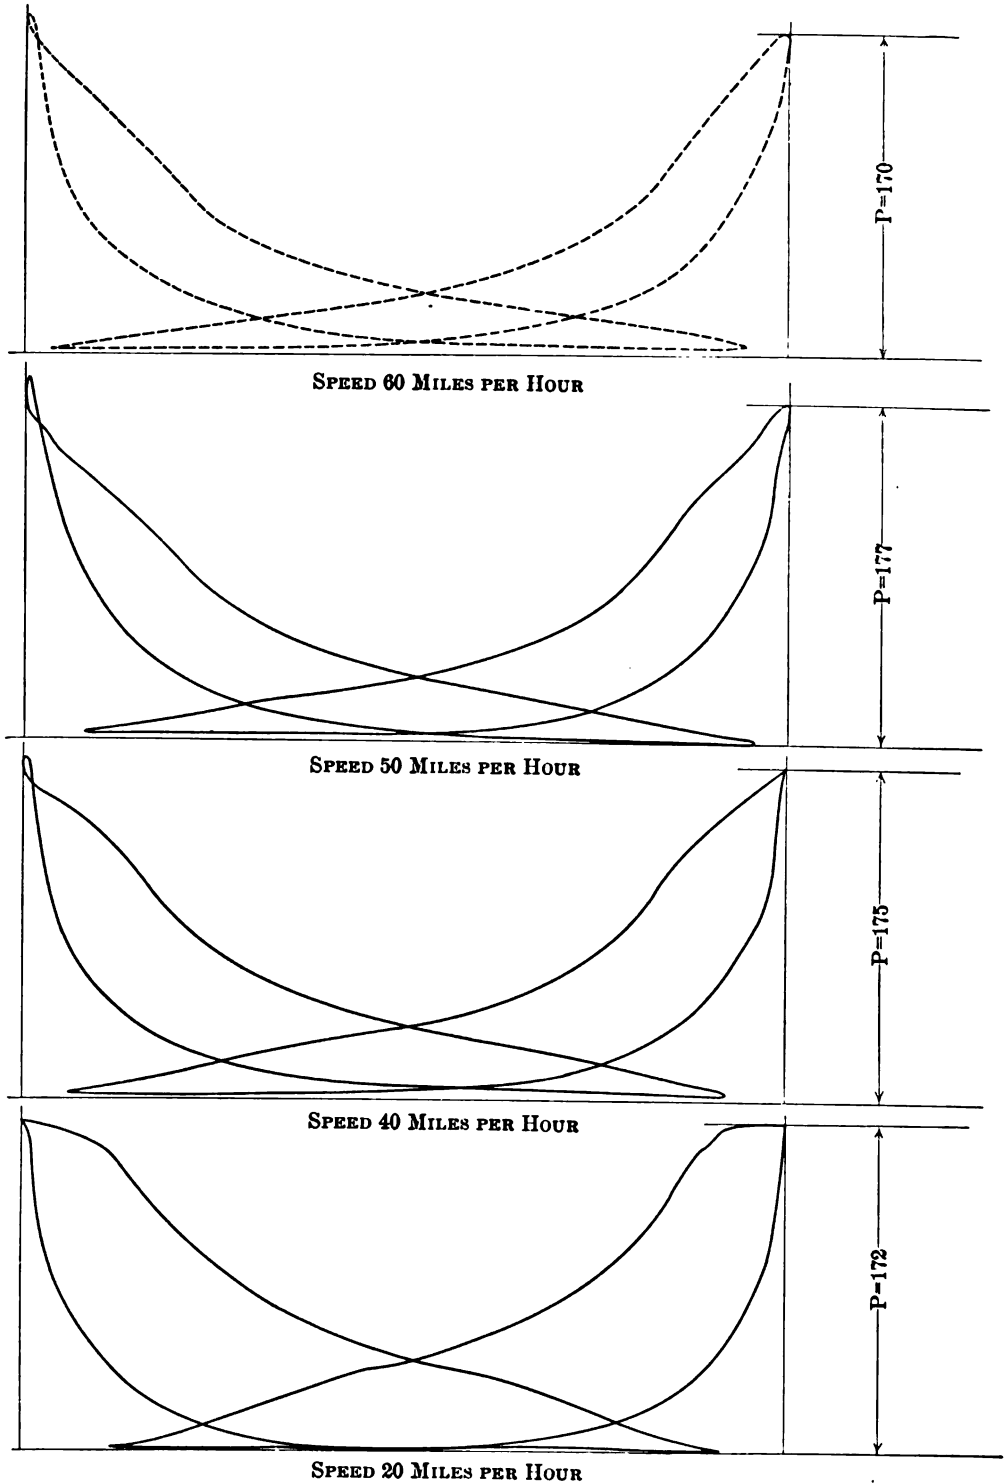 P=170
SPEED 60 MILES PER HOUR
P=177
SPEED 50 MILES PER HOUR
P=175
SPEED 40 MILES PER HOUR
P=172
SPEED 20 MILES PER HOUR